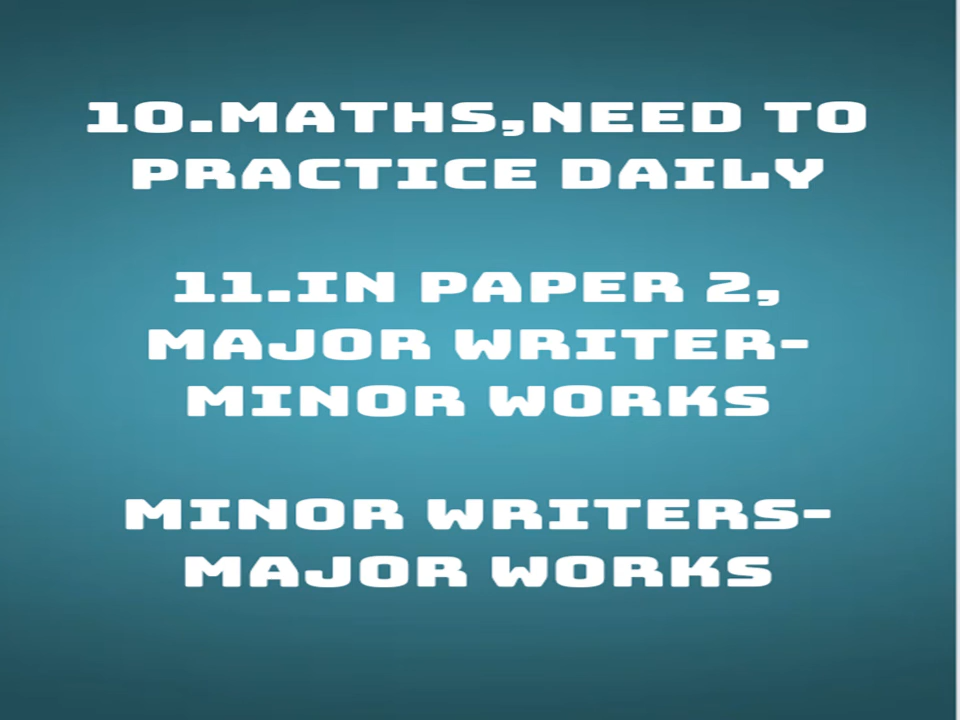 10.MATHS,NEED TO
PRACTICE DAILY
11.IN PAPER 2,
MAJOR WRITER-
MINOR WORKS
MINOR WRITERS-
MAJOR WORKS